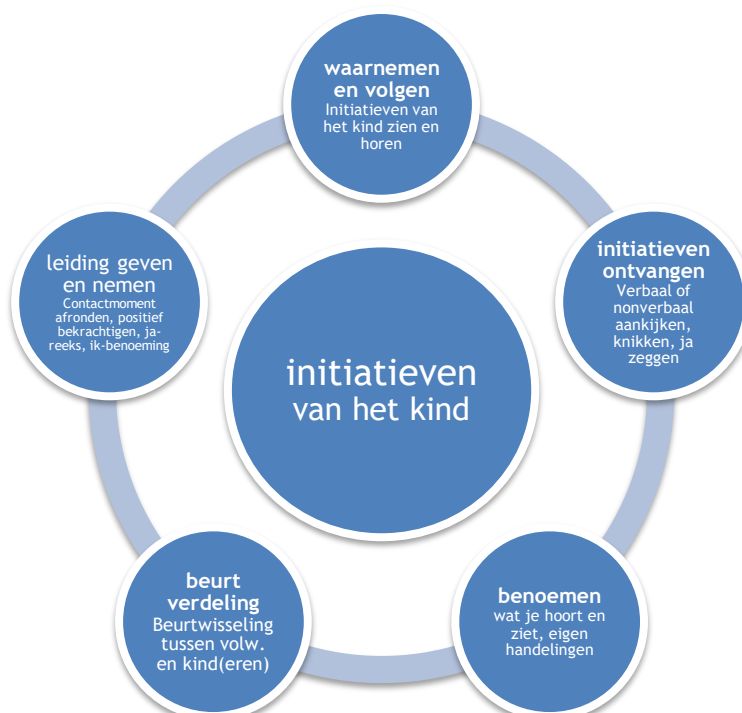 waarnemen
en volgen
Initiatieven van
het kind zien en
horen
initiatieven
ontvangen
Verbaal of
nonverbaal
aankijken,
knikken, ja
zeggen
benoemen
wat je hoort en
ziet, eigen
handelingen
beurt
verdeling
Beurtwisseling
tussen volw.
en kind(eren)
leiding geven
en nemen
Contactmoment
afronden, positief
bekrachtigen, ja-
reeks, ik-benoeming
initiatieven
van het kind